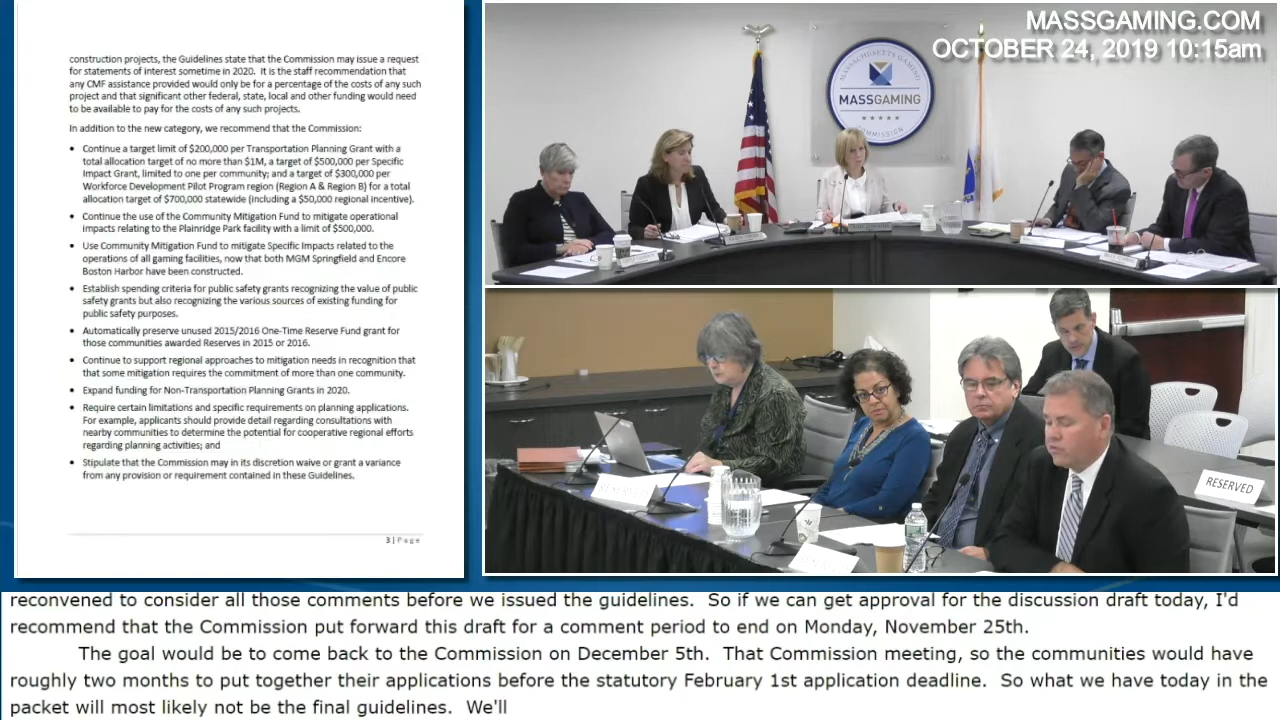 construction projects, the Guidelines state that the Commission may issue a request
for statements of interest sometime in 2020. It is the staff recommendation that
any CMF assistance provided would only be for a percentage of the costs of any such
project and that significant other federal, state, local and other funding would need
to be available to pay for the costs of any such projects.
In addition to the new category, we recommend that the Commission:
• Continue a target limit of $200,000 per Transportation Planning Grant with a
total allocation target of no more than $1M, a target of $500,000 per Specific
Impact Grant, limited to one per community; and a target of $300,000 per
Workforce Development Pilot Program region (Region A & Region B) for a total
allocation target of $700,000 statewide (including a $50,000 regional incentive).
• Continue the use of the Community Mitigation Fund to mitigate operational
impacts relating to the Plainridge Park facility with a limit of $500,000.
• Use Community Mitigation Fund to mitigate Specific Impacts related to the
operations of all gaming facilities, now that both MGM Springfield and Encore
Boston Harbor have been constructed.
• Establish spending criteria for public safety grants recognizing the value of public
safety grants but also recognizing the various sources of existing funding for
public safety purposes.
• Automatically preserve unused 2015/2016 One-Time Reserve Fund grant for
those communities awarded Reserves in 2015 or 2016.
• Continue to support regional approaches to mitigation needs in recognition that
that some mitigation requires the commitment of more than one community.
• Expand funding for Non-Transportation Planning Grants in 2020.
• Require certain limitations and specific requirements on planning applications.
For example, applicants should provide detail regarding consultations with
nearby communities to determine the potential for cooperative regional efforts
regarding planning activities; and
• Stipulate that the Commission may in its discretion waive or grant a variance
from any provision or requirement contained in these Guidelines.
3 | Page
MASSGAMING.COM
OCTOBER 24, 2019 10:15am
MASSACHUSETTS GAMING
MASSGAMING
COMMISSION
RESERVED
RESERVED
reconvened to consider all those comments before we issued the guidelines. So if we can get approval for the discussion draft today, I'd
recommend that the Commission put forward this draft for a comment period to end on Monday, November 25th.
The goal would be to come back to the Commission on December 5th. That Commission meeting, so the communities would have
roughly two months to put together their applications before the statutory February 1st application deadline. So what we have today in the
packet will most likely not be the final guidelines. We'll